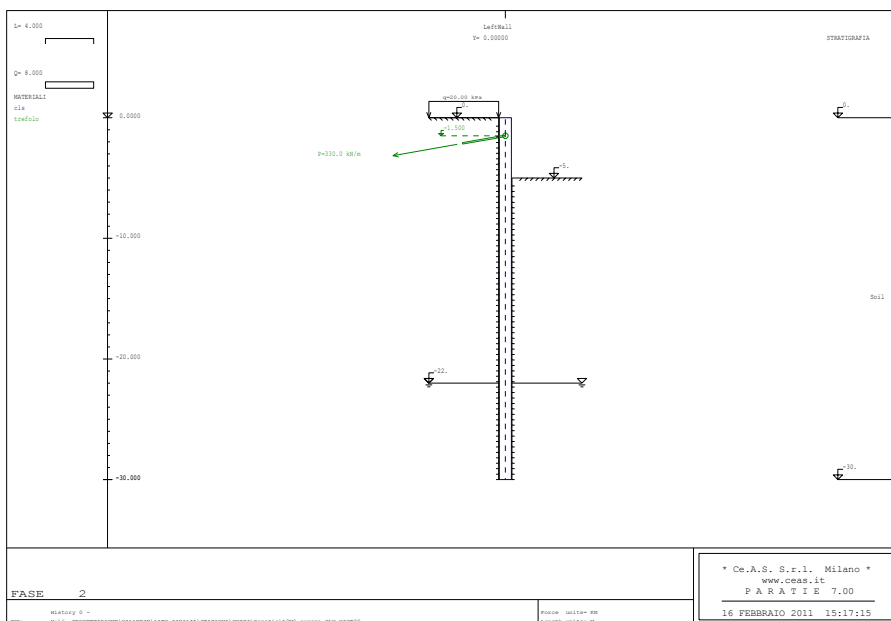 L= 4.000
LeftWall
Y= 0.00000
STRATIGRAFIA
Q= 8.000
MATERIALI
cls
trefolo
q=20.00 kPa
0.
0.
0.0000
-1.500
P=330.0 kN/m
-5.
-10.000
Soil
-20.000
-22.
-30.000
-30.
* Ce.A.S. S.r.l. Milano *
www.ceas.it
P A R A T I E 7.00
16 FEBBRAIO 2011 15:17:15
FASE 2
History 0 -
Force units= KN